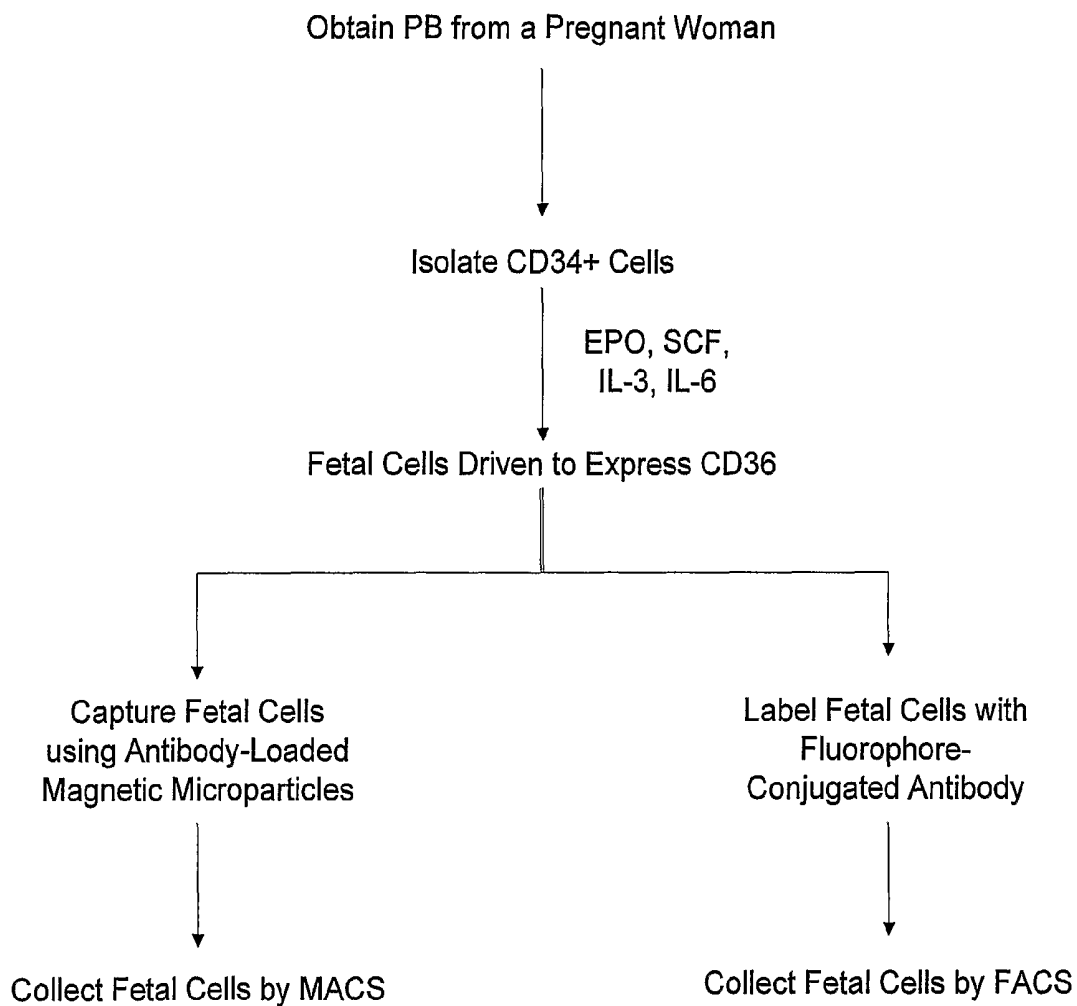 Obtain PB from a Pregnant Woman
Isolate CD34+ Cells
EPO, SCF,
IL-3, IL-6
Fetal Cells Driven to Express CD36
Capture Fetal Cells
using Antibody-Loaded
Magnetic Microparticles
Label Fetal Cells with
Fluorophore-
Conjugated Antibody
Collect Fetal Cells by MACS
Collect Fetal Cells by FACS